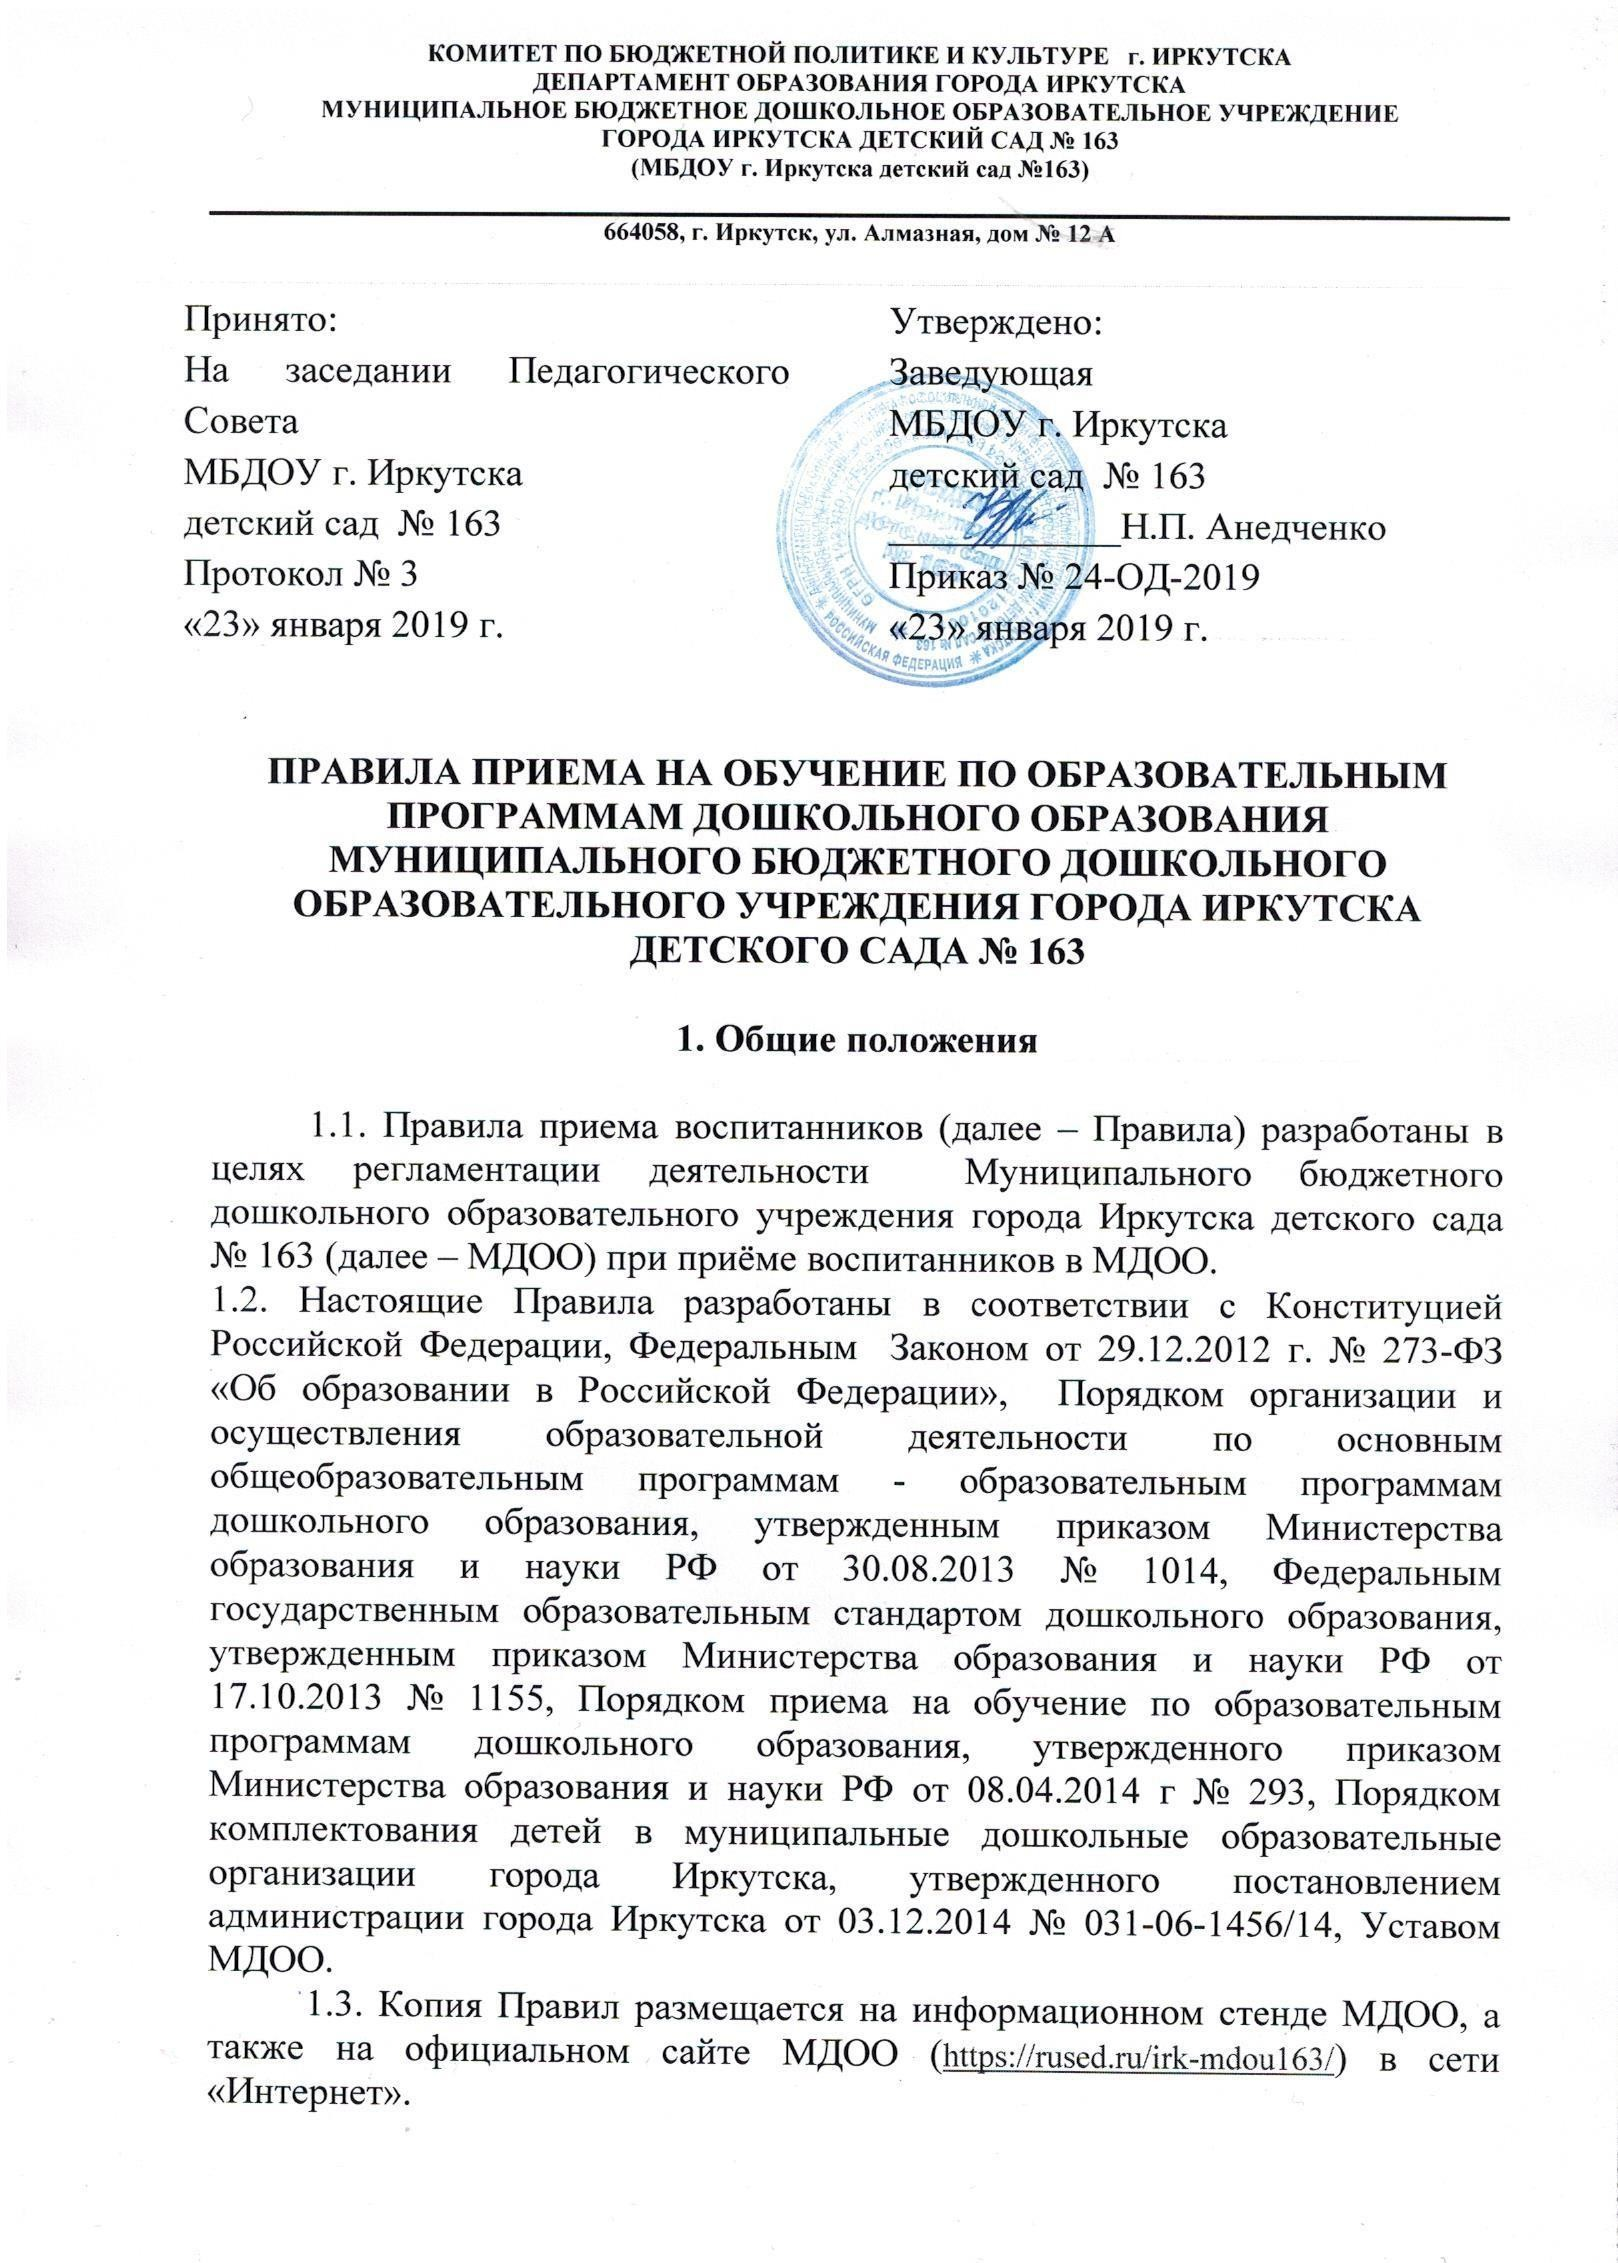 КОМИТЕТ ПО БЮДЖЕТНОЙ ПОЛИТИКЕ И КУЛЬТУРЕ г. ИРКУТСКА
ДЕПАРТАМЕНТ ОБРАЗОВАНИЯ ГОРОДА ИРКУТСКА
МУНИЦИПАЛЬНОЕ БЮДЖЕТНОЕ ДОШКОЛЬНОЕ ОБРАЗОВАТЕЛЬНОЕ УЧРЕЖДЕНИЕ
ГОРОДА ИРКУТСКА ДЕТСКИЙ САД № 163
(МБДОУ г. Иркутска детский сад №163)
664058, г. Иркутск, ул. Алмазная, дом № 12 А
Принято:
На заседании Педагогического
Совета
МБДОУ г. Иркутска
детский сад № 163
Протокол № 3
«23» января 2019 г.
Утверждено:
Заведующая
МБДОУ г. Иркутска
детский сад № 163
____________Н.П. Анедченко
Приказ № 24-ОД-2019
«23» января 2019 г.
РОССИЙСКАЯ ФЕДЕРАЦИЯ
ПРАВИЛА ПРИЕМА НА ОБУЧЕНИЕ ПО ОБРАЗОВАТЕЛЬНЫМ
ПРОГРАММАМ ДОШКОЛЬНОГО ОБРАЗОВАНИЯ
МУНИЦИПАЛЬНОГО БЮДЖЕТНОГО ДОШКОЛЬНОГО
ОБРАЗОВАТЕЛЬНОГО УЧРЕЖДЕНИЯ ГОРОДА ИРКУТСКА
ДЕТСКОГО САДА № 163
1. Общие положения
1.1. Правила приема воспитанников (далее – Правила) разработаны в
целях регламентации деятельности Муниципального бюджетного
дошкольного образовательного учреждения города Иркутска детского сада
№ 163 (далее – МДОО) при приёме воспитанников в МДОО.
1.2. Настоящие Правила разработаны в соответствии с Конституцией
Российской Федерации, Федеральным Законом от 29.12.2012 г. № 273-ФЗ
«Об образовании в Российской Федерации», Порядком организации и
осуществления образовательной деятельности по основным
общеобразовательным программам - образовательным программам
дошкольного образования, утвержденным приказом Министерства
образования и науки РФ от 30.08.2013 № 1014, Федеральным
государственным образовательным стандартом дошкольного образования,
утвержденным приказом Министерства образования и науки РФ от
17.10.2013 № 1155, Порядком приема на обучение по образовательным
программам дошкольного образования, утвержденного приказом
Министерства образования и науки РФ от 08.04.2014 г № 293, Порядком
комплектования детей в муниципальные дошкольные образовательные
организации города Иркутска, утвержденного постановлением
администрации города Иркутска от 03.12.2014 № 031-06-1456/14, Уставом
МДОО.
1.3. Копия Правил размещается на информационном стенде МДОО, а
также на официальном сайте МДОО (https://rused.ru/irk-mdou163/) в сети
«Интернет».